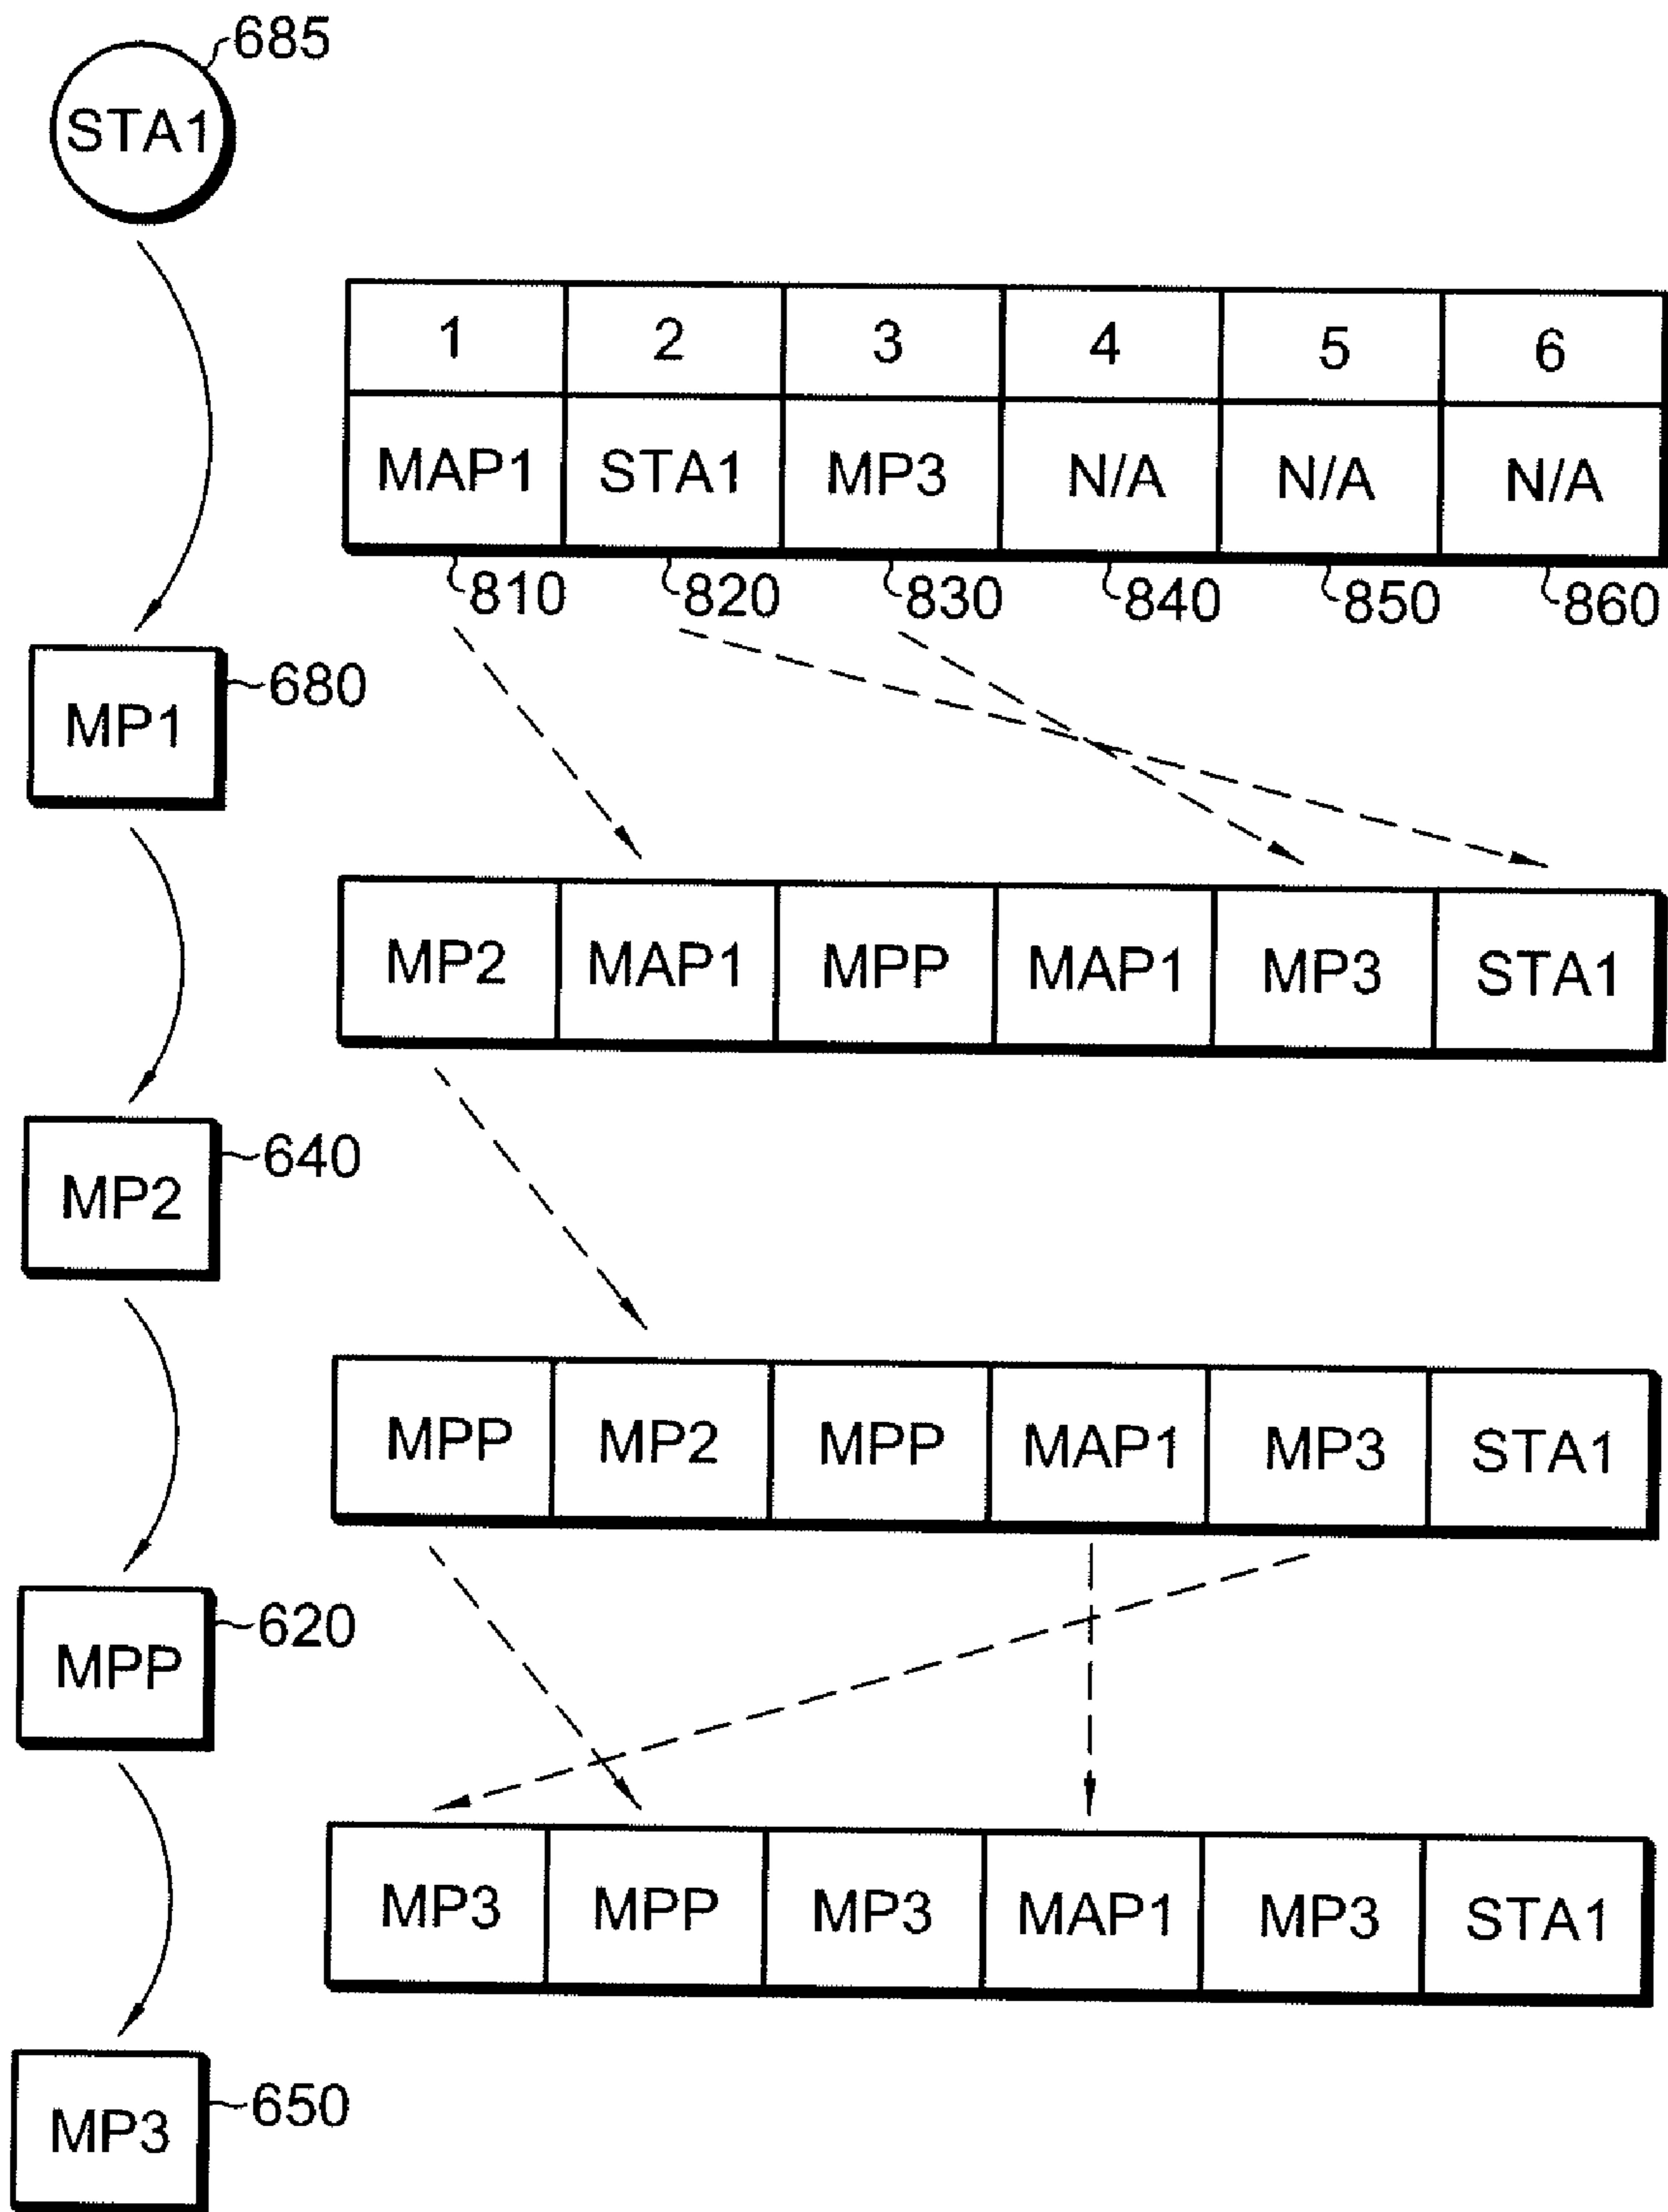 685
STA1
1 2 3 4 5 6
MAP1 STA1 MP3 N/A N/A N/A
810 820 830 840 850 860
680
MP1
MP2 MAP1 MPP MAP1 MP3 STA1
640
MP2
MPP MP2 MPP MAP1 MP3 STA1
620
MPP
MP3 MPP MP3 MAP1 MP3 STA1
650
MP3